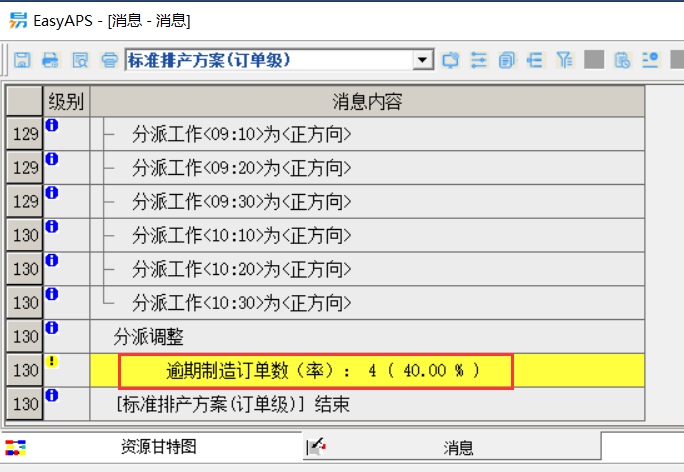 EasyAPS - [消息 - 消息]
标准排产方案(订单级)
级别 消息内容
129 分派工作<09:10>为<正方向>
129 分派工作<09:20>为<正方向>
129 分派工作<09:30>为<正方向>
130 分派工作<10:10>为<正方向>
130 分派工作<10:20>为<正方向>
130 分派工作<10:30>为<正方向>
130 分派调整
130 逾期制造订单数（率）： 4 ( 40.00 % )
130 [标准排产方案(订单级)] 结束
资源甘特图 消息